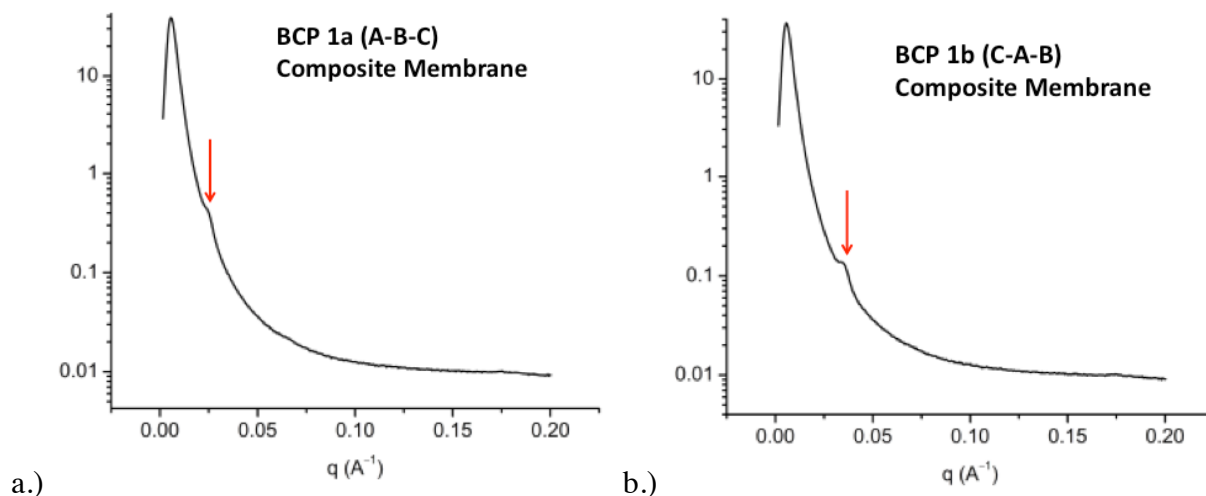 BCP 1a (A-B-C)
Composite Membrane
10
1
0.1
0.01
0.00 0.05 0.10 0.15 0.20
q (A⁻¹)
a.)
BCP 1b (C-A-B)
Composite Membrane
10
1
0.1
0.01
0.00 0.05 0.10 0.15 0.20
q (A⁻¹)
b.)